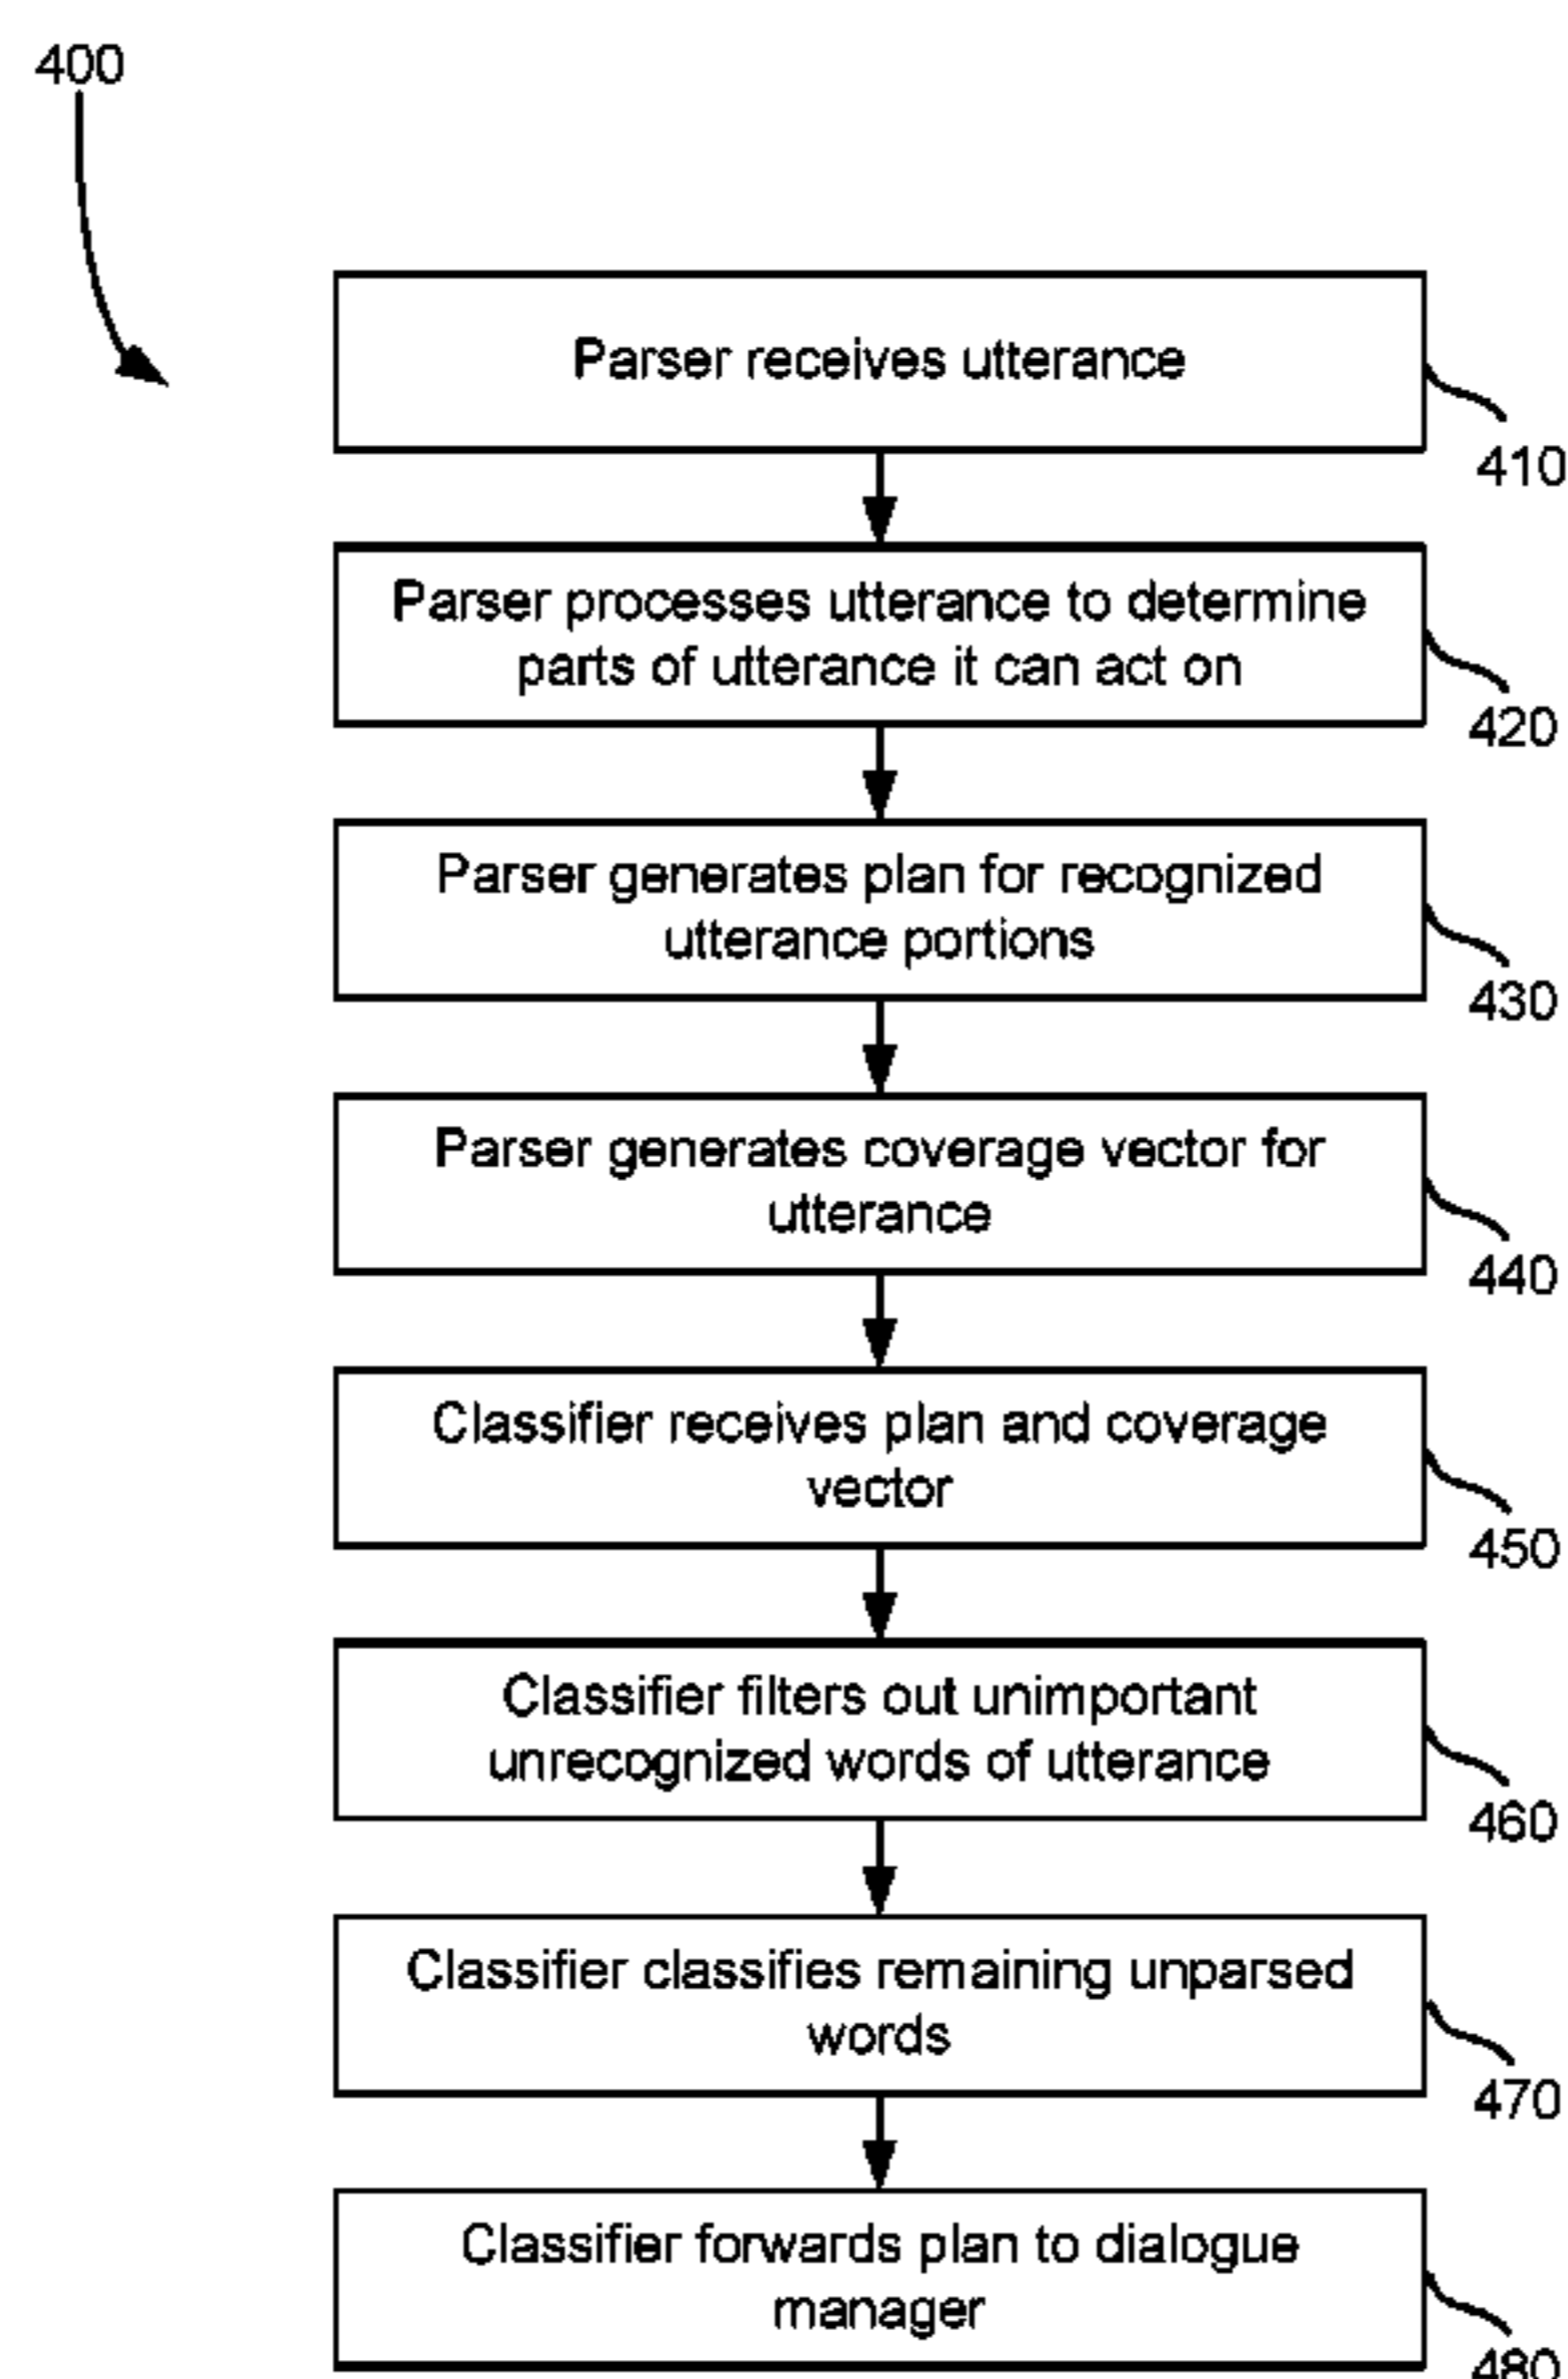 400
Parser receives utterance
410
Parser processes utterance to determine
parts of utterance it can act on
420
Parser generates plan for recognized
utterance portions
430
Parser generates coverage vector for
utterance
440
Classifier receives plan and coverage
vector
450
Classifier filters out unimportant
unrecognized words of utterance
460
Classifier classifies remaining unparsed
words
470
Classifier forwards plan to dialogue
manager
480